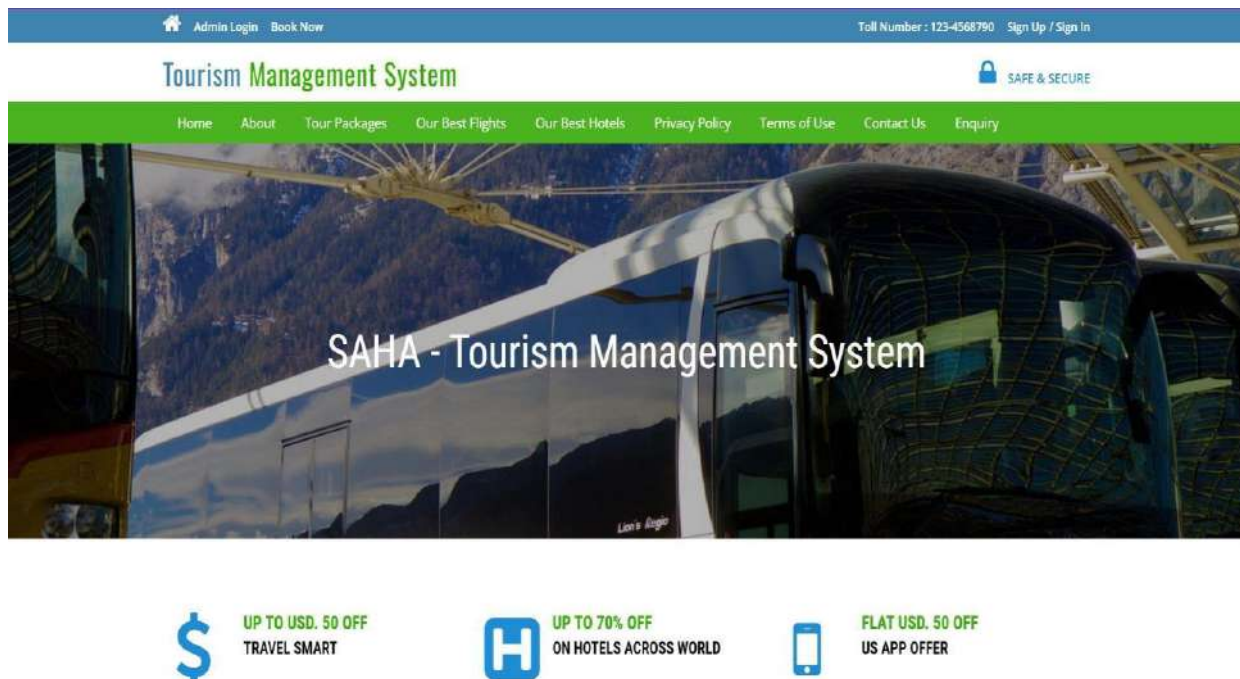 Admin Login Book Now Toll Number : 123-4568790 Sign Up / Sign In
Tourism Management System SAFE & SECURE
Home About Tour Packages Our Best Flights Our Best Hotels Privacy Policy Terms of Use Contact Us Enquiry
SAHA - Tourism Management System
Lion's Regio
UP TO USD. 50 OFF
TRAVEL SMART
H
UP TO 70% OFF
ON HOTELS ACROSS WORLD
FLAT USD. 50 OFF
US APP OFFER